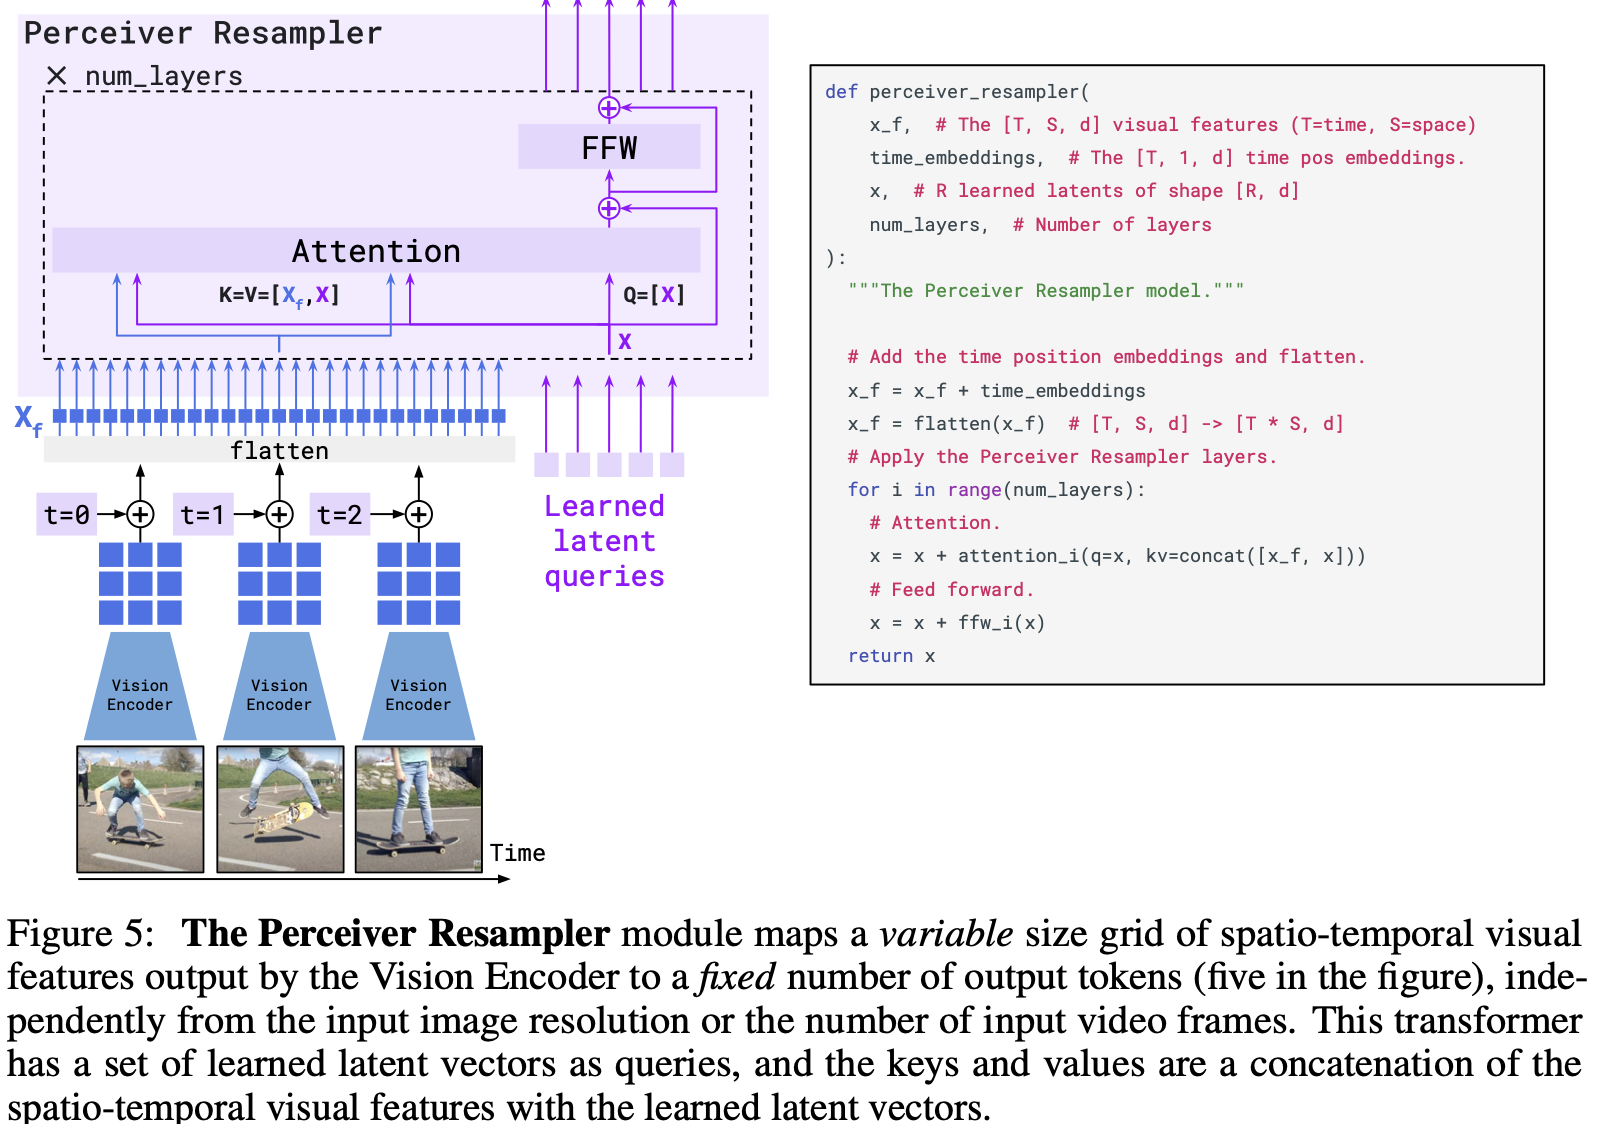 Perceiver Resampler
× num_layers
FFW
Attention
K=V=[Xf,X]
Q=[X]
X
Xf
flatten
t=0
t=1
t=2
Learned
latent
queries
Vision
Encoder
Vision
Encoder
Vision
Encoder
Time
def perceiver_resampler(
x_f,  # The [T, S, d] visual features (T=time, S=space)
time_embeddings,  # The [T, 1, d] time pos embeddings.
x,  # R learned latents of shape [R, d]
num_layers,  # Number of layers
):
"""The Perceiver Resampler model."""
# Add the time position embeddings and flatten.
x_f = x_f + time_embeddings
x_f = flatten(x_f)  # [T, S, d] -> [T * S, d]
# Apply the Perceiver Resampler layers.
for i in range(num_layers):
# Attention.
x = x + attention_i(q=x, kv=concat([x_f, x]))
# Feed forward.
x = x + ffw_i(x)
return x
Figure 5: The Perceiver Resampler module maps a variable size grid of spatio-temporal visual
features output by the Vision Encoder to a fixed number of output tokens (five in the figure), inde-
pendently from the input image resolution or the number of input video frames. This transformer
has a set of learned latent vectors as queries, and the keys and values are a concatenation of the
spatio-temporal visual features with the learned latent vectors.